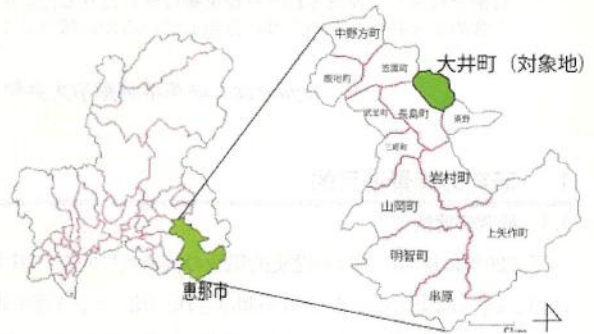 中野方町
飯地町
笠置町
大井町（対象地）
武並町
長島町
東野
三郷町
岩村町
山岡町
上矢作町
明智町
串原
恵那市